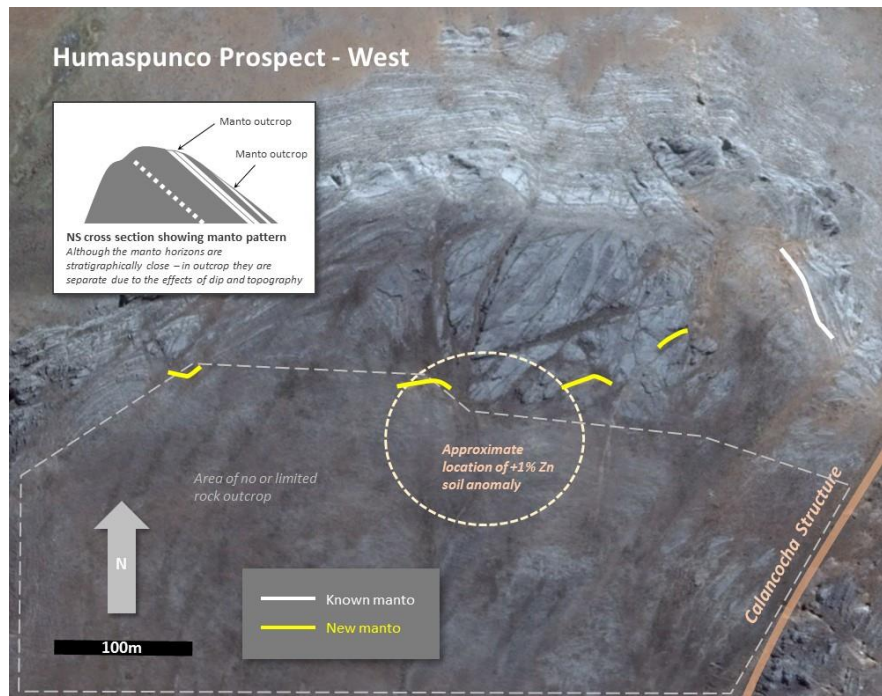 Humaspunco Prospect - West
Manto outcrop
Manto outcrop
NS cross section showing manto pattern
Although the manto horizons are
stratigraphically close – in outcrop they are
separate due to the effects of dip and topography
Approximate
location of +1% Zn
soil anomaly
Area of no or limited
rock outcrop
Calancocha Structure
N
Known manto
New manto
100m